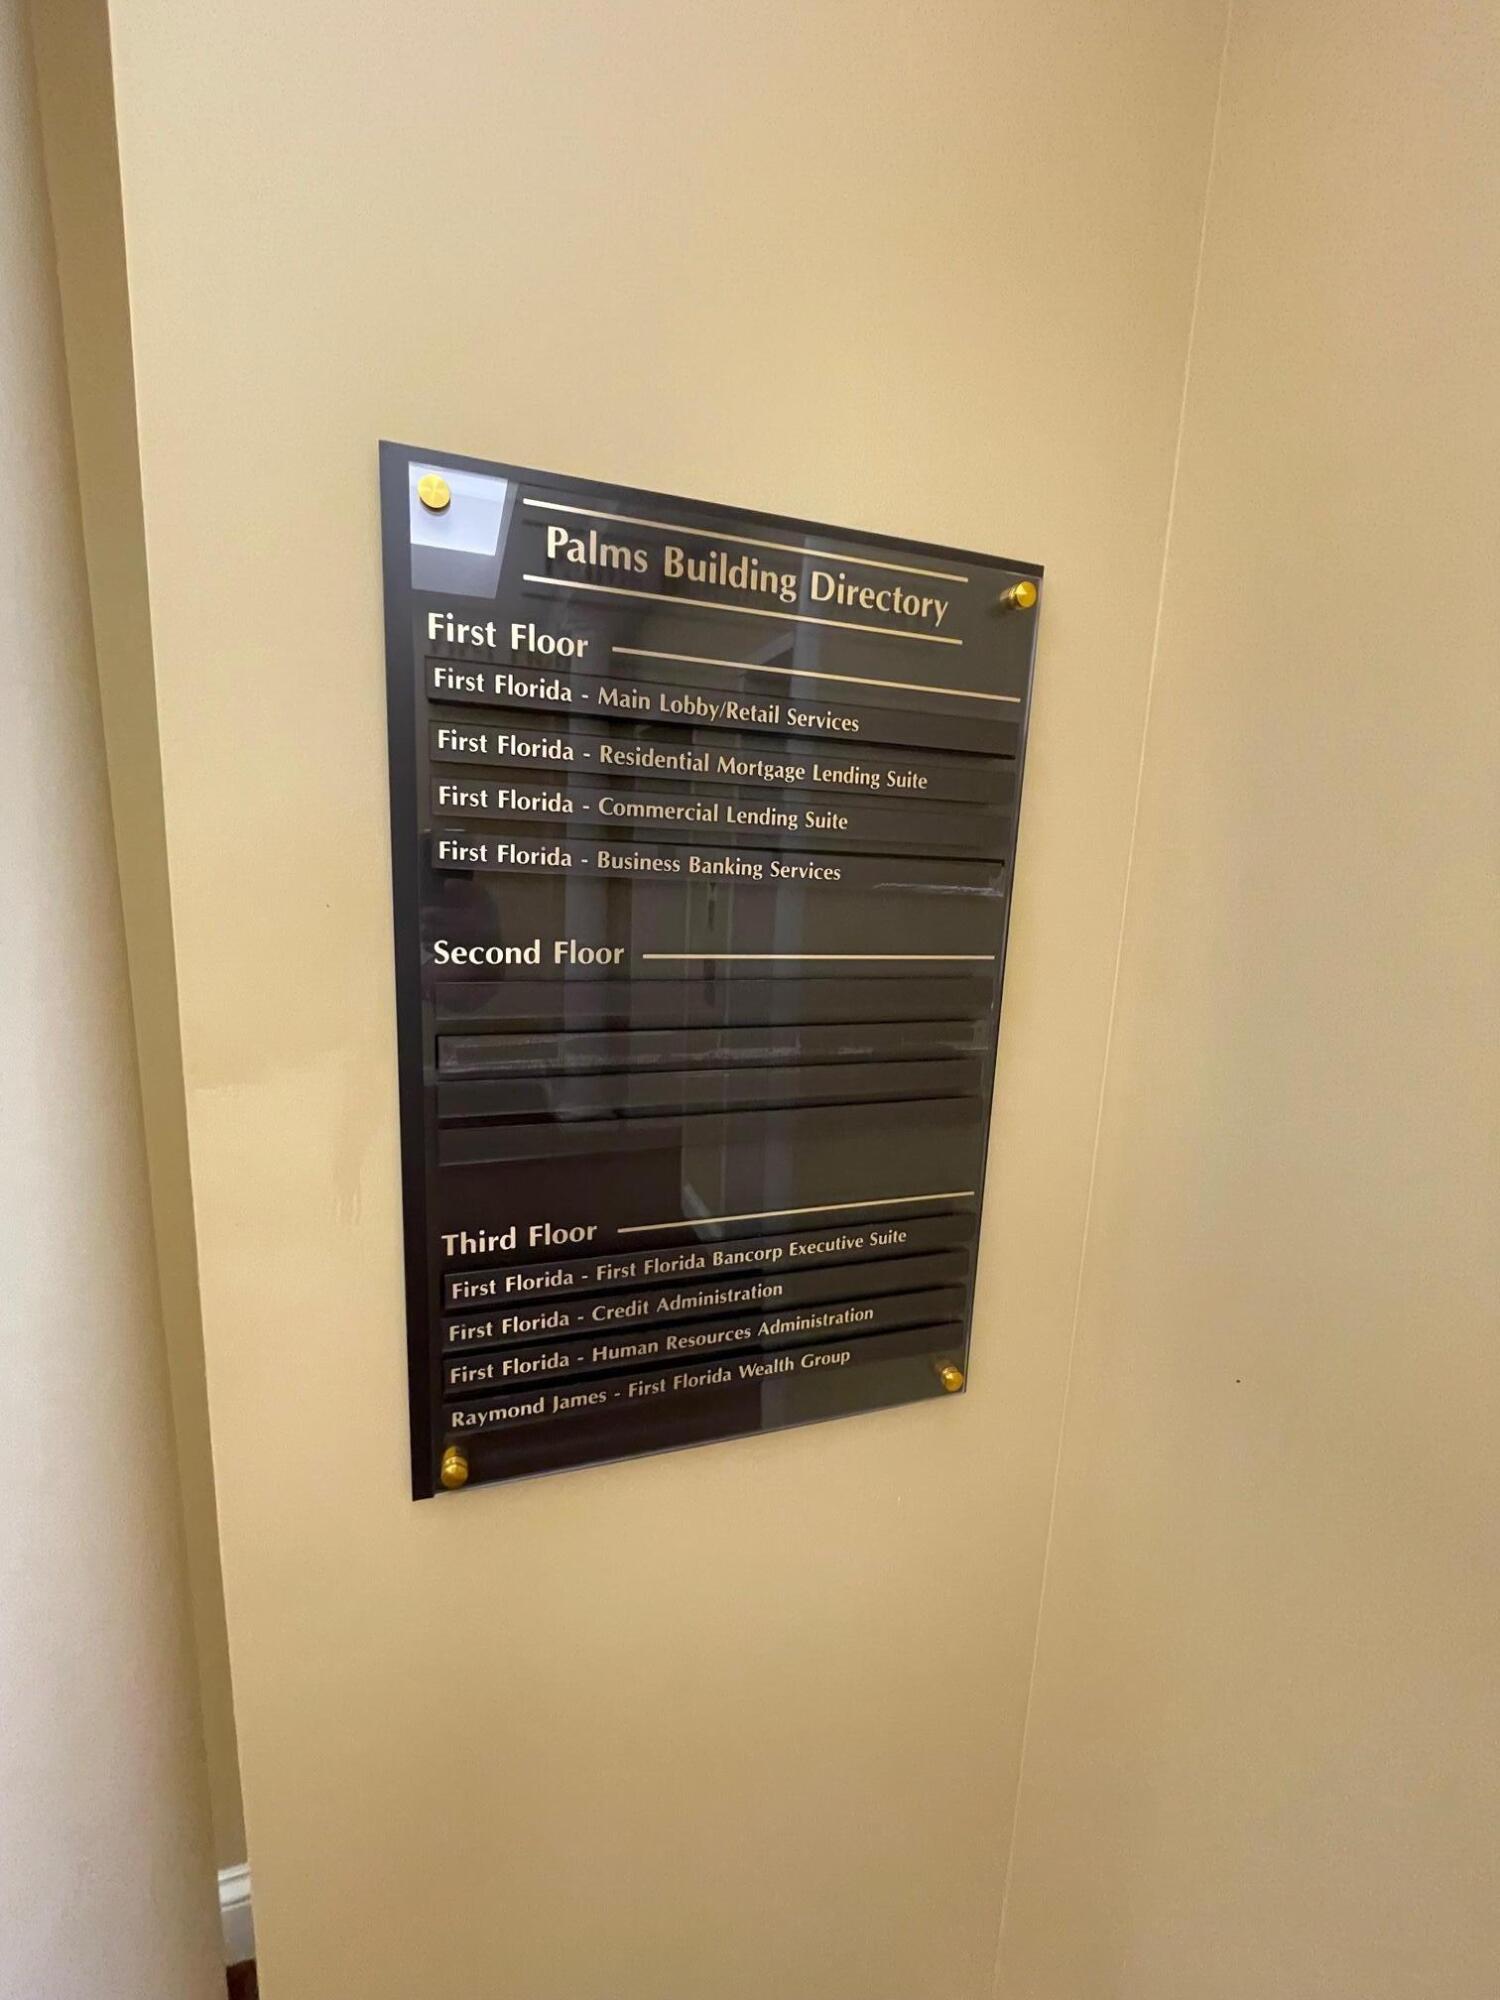 Palms Building Directory
First Floor
First Florida - Main Lobby/Retail Services
First Florida - Residential Mortgage Lending Suite
First Florida - Commercial Lending Suite
First Florida - Business Banking Services
Second Floor
Third Floor
First Florida - First Florida Bancorp Executive Suite
First Florida - Credit Administration
First Florida - Human Resources Administration
Raymond James - First Florida Wealth Group